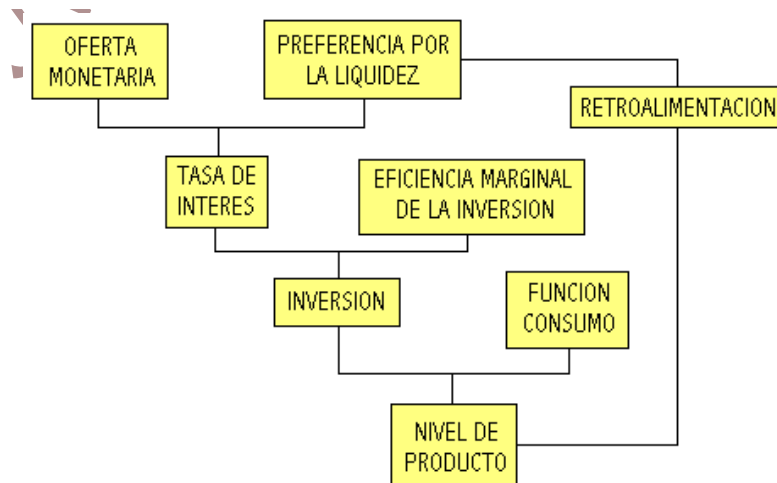 OFERTA
MONETARIA
PREFERENCIA POR
LA LIQUIDEZ
RETROALIMENTACION
TASA DE
INTERES
EFICIENCIA MARGINAL
DE LA INVERSION
INVERSION
FUNCION
CONSUMO
NIVEL DE
PRODUCTO